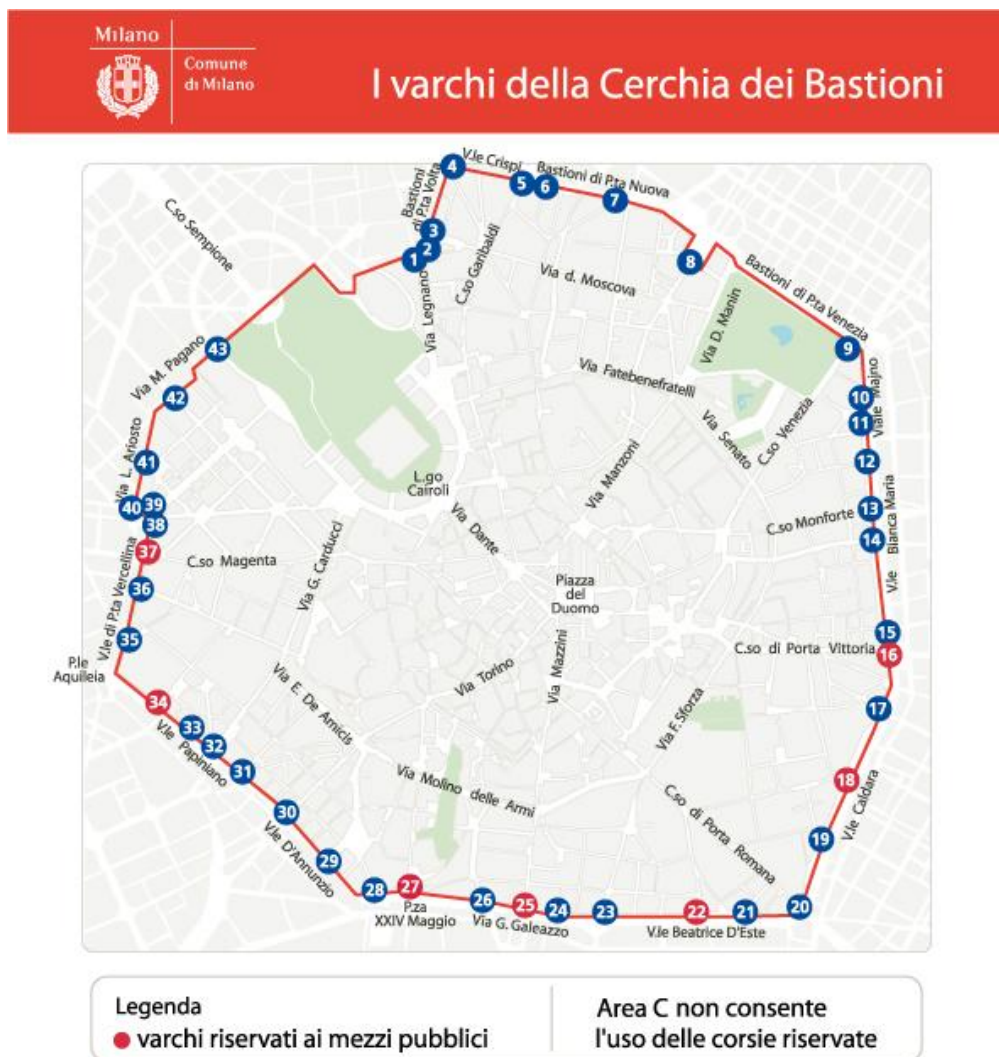 Milano
Comune
di Milano
I varchi della Cerchia dei Bastioni
V.le Crispi
Bastioni di P.ta Nuova
Bastioni
di P.ta Volta
4
5
6
7
3
2
1
8
C.so Sempione
C.so Garibaldi
Via Legnano
Via d. Moscova
Via D. Manin
Bastioni di P.ta Venezia
9
43
Via M. Pagano
42
Via Fatebenefratelli
Viale Majno
10
11
12
Via Senato
C.so Venezia
Via L. Ariosto
41
L.go
Cairoli
Via Manzoni
40
39
38
37
36
35
Via Dante
C.so Monforte
13
14
V.le Bianca Maria
V.le di P.ta Vercellina
C.so Magenta
Via G. Carducci
Piazza
del
Duomo
15
16
C.so di Porta Vittoria
P.le
Aquileia
Via Torino
Via Mazzini
Via E. De Amicis
Via F. Sforza
34
33
32
31
30
29
V.le Papiniano
17
18
19
V.le Caldara
Via Molino delle Armi
C.so di Porta Romana
V.le D'Annunzio
28
27
26
25
24
23
22
21
20
P.za
XXIV Maggio
Via G. Galeazzo
V.le Beatrice D'Este
Legenda
varchi riservati ai mezzi pubblici
Area C non consente
l'uso delle corsie riservate